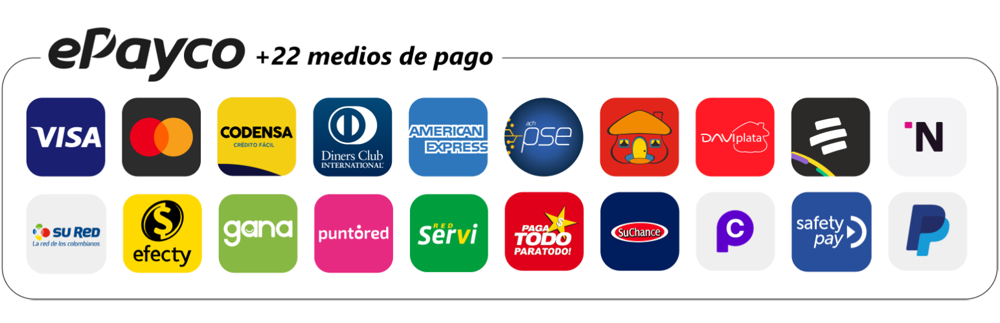 ePayco +22 medios de pago
VISA
CODENSA
CRÉDITO FÁCIL
Diners Club
INTERNATIONAL®
AMERICAN
EXPRESS
ach
pse
DAVIplata
N
SU RED
La red de los colombianos
$
efecty
gana
puntored
RED
Servi
PAGA
$
TODO
PARATODO!
SuChance
C
safety
pay